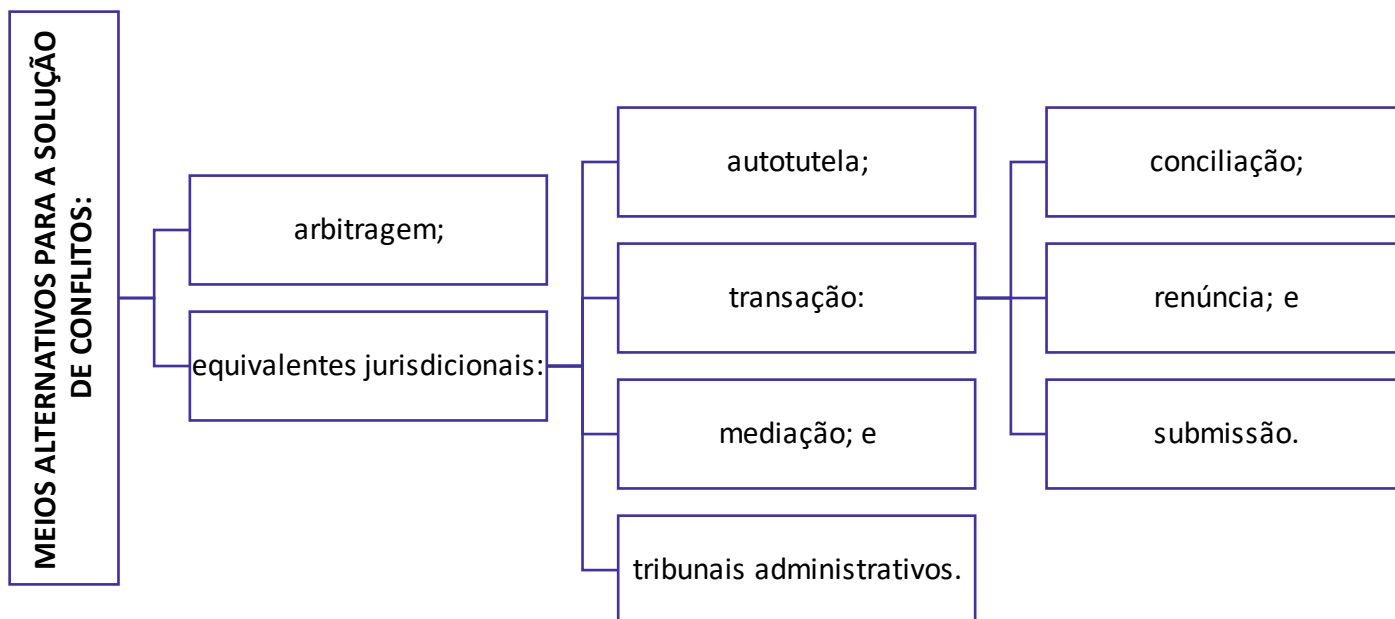 MEIOS ALTERNATIVOS PARA A SOLUÇÃO
DE CONFLITOS:
arbitragem;
equivalentes jurisdicionais:
autotutela;
transação:
mediação; e
tribunais administrativos.
conciliação;
renúncia; e
submissão.